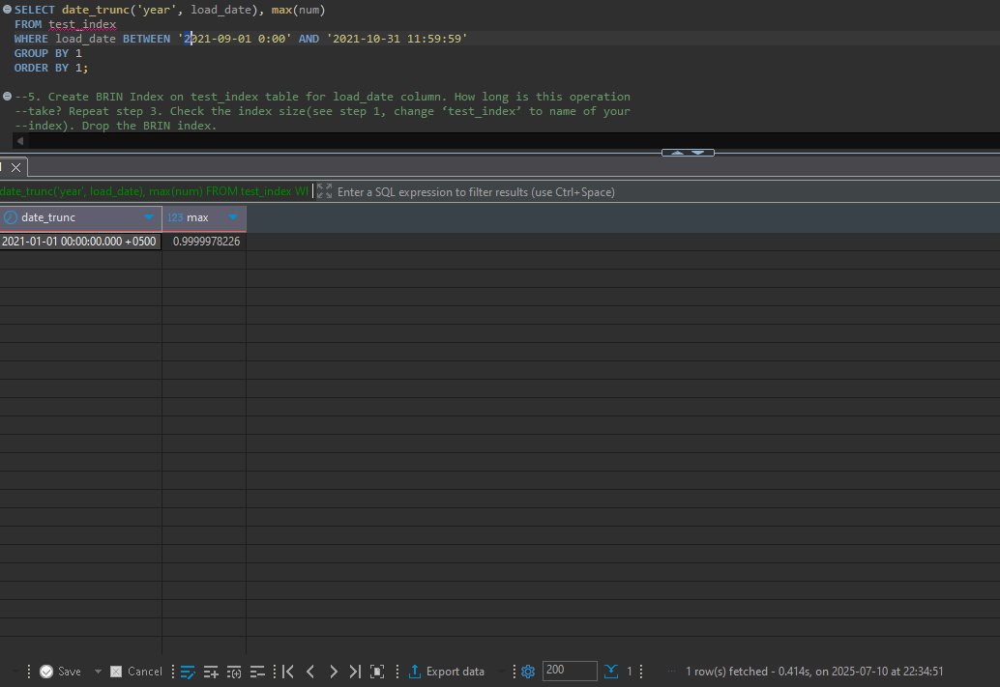 SELECT date_trunc('year', load_date), max(num)
FROM test_index
WHERE load_date BETWEEN '2021-09-01 0:00' AND '2021-10-31 11:59:59'
GROUP BY 1
ORDER BY 1;
--5. Create BRIN Index on test_index table for load_date column. How long is this operation
--take? Repeat step 3. Check the index size(see step 1, change ‘test_index’ to name of your
--index). Drop the BRIN index.
date_trunc('year', load_date), max(num) FROM test_index WI
Enter a SQL expression to filter results (use Ctrl+Space)
date_trunc 123 max
2021-01-01 00:00:00.000 +0500 0.9999978226
Save Cancel Export data 200 1 1 row(s) fetched - 0.414s, on 2025-07-10 at 22:34:51